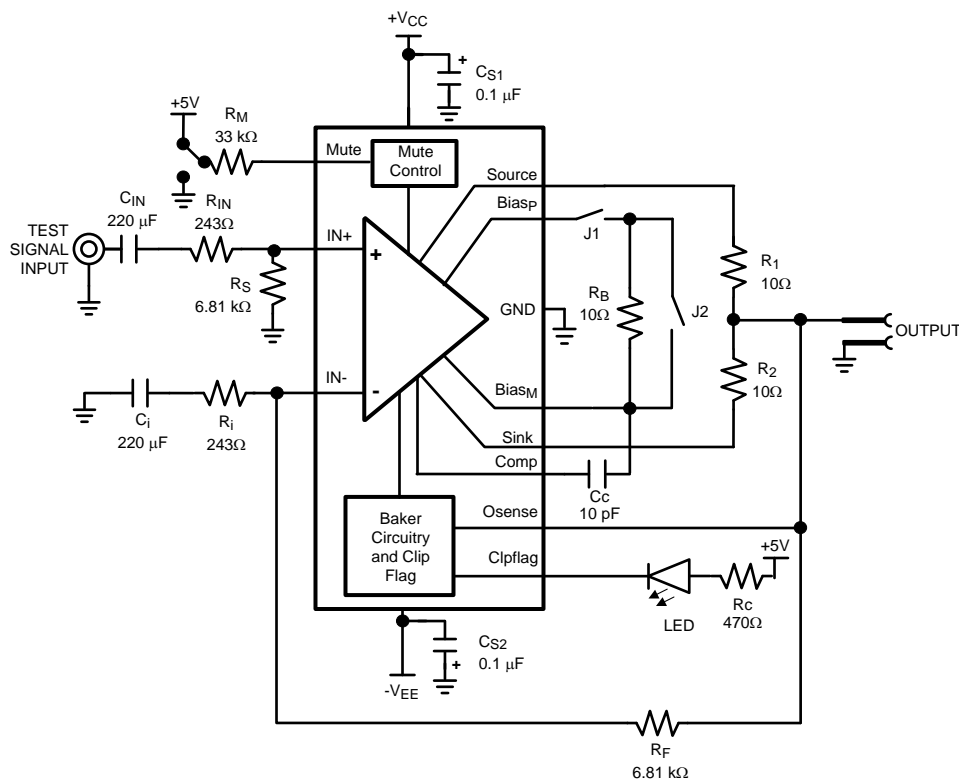 +VCC
+
CS1
0.1 µF
+5V
RM
33 kΩ
Mute
Mute
Control
Source
BiasP
CIN
220 µF
RIN
243Ω
TEST
SIGNAL
INPUT
IN+
+
J1
R1
10Ω
RS
6.81 kΩ
GND
RB
10Ω
J2
OUTPUT
R2
10Ω
IN-
-
BiasM
Ci
220 µF
Ri
243Ω
Sink
Comp
Cc
10 pF
Baker
Circuitry
and Clip
Flag
Osense
Clpflag
+5V
LED
Rc
470Ω
CS2
0.1 µF
+
-VEE
RF
6.81 kΩ